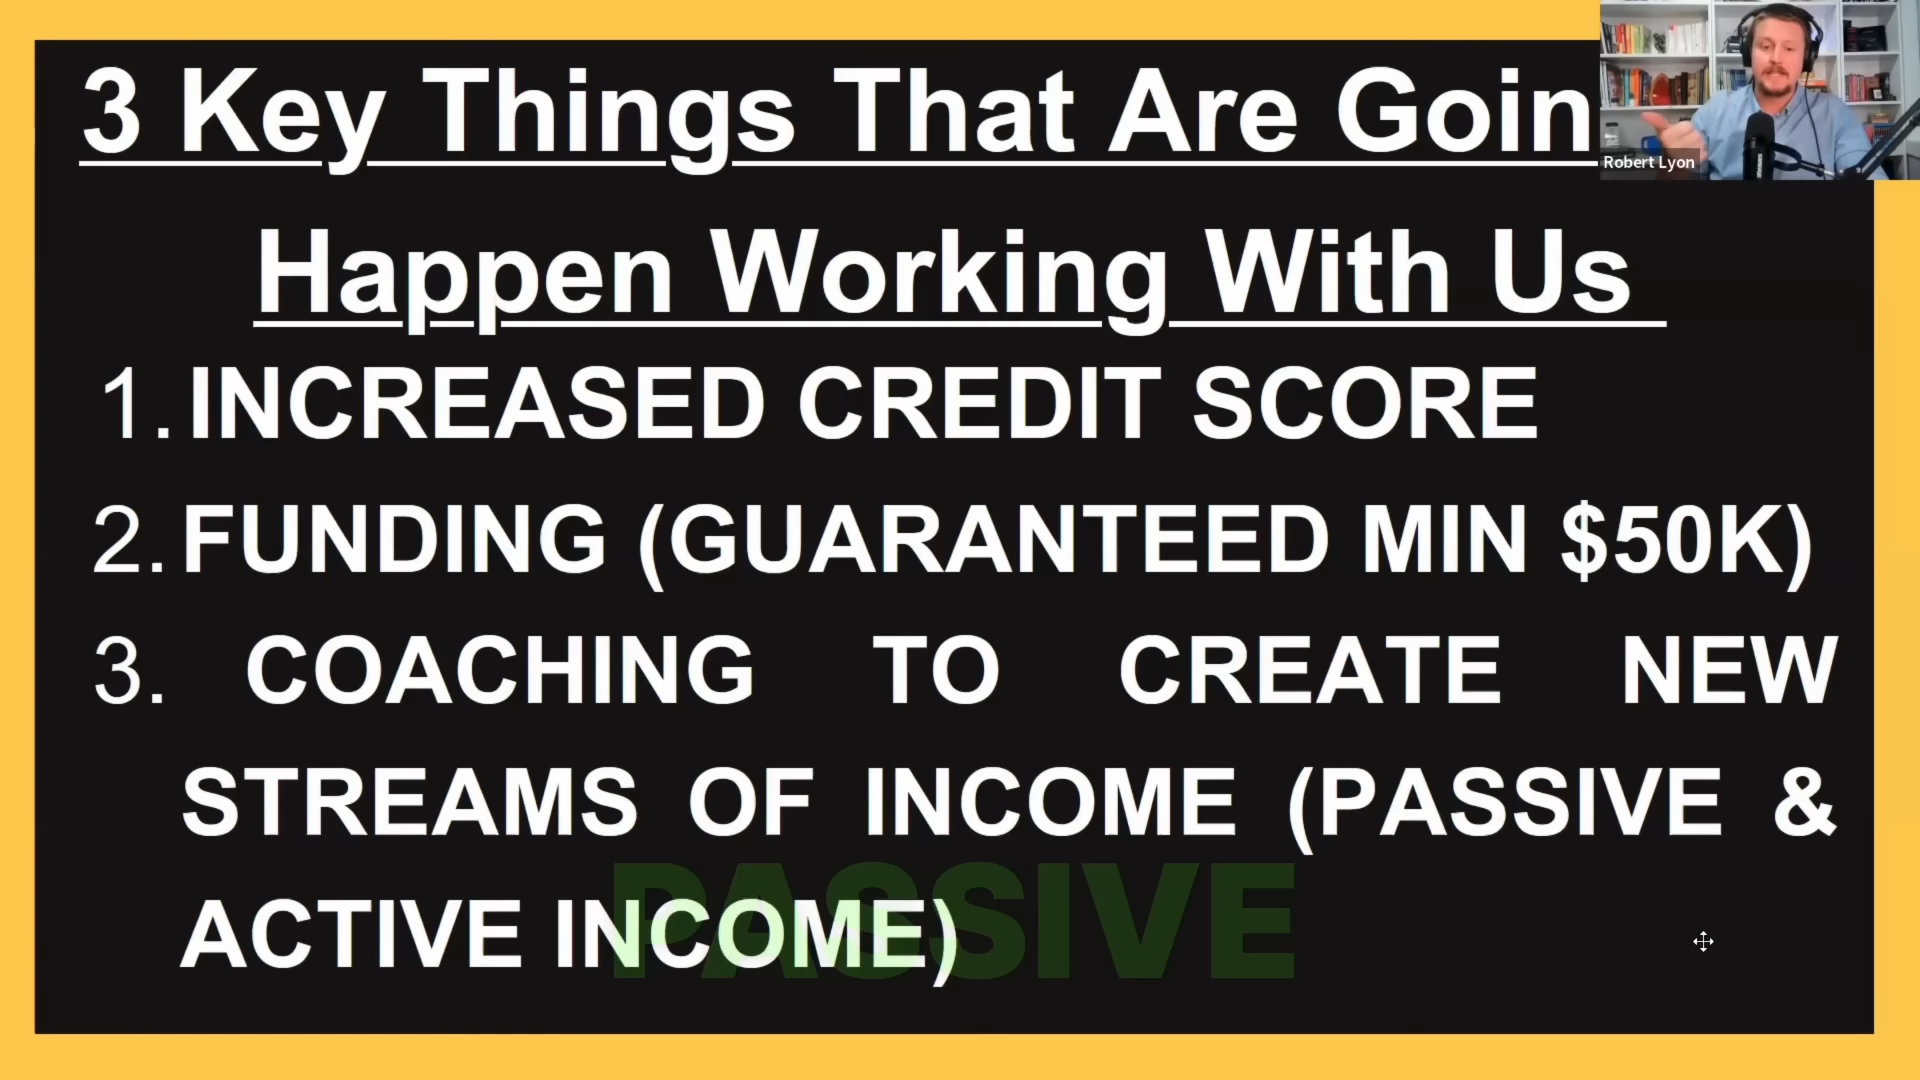 3 Key Things That Are Goin
Happen Working With Us
1. INCREASED CREDIT SCORE
2. FUNDING (GUARANTEED MIN $50K)
3. COACHING TO CREATE NEW
STREAMS OF INCOME (PASSIVE &
ACTIVE INCOME)
PASSIVE
Robert Lyon